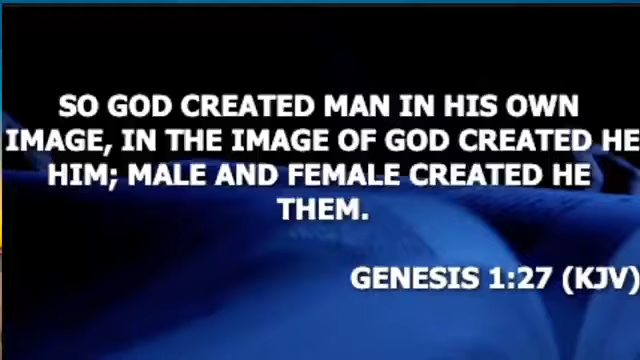 SO GOD CREATED MAN IN HIS OWN
IMAGE, IN THE IMAGE OF GOD CREATED HE
HIM; MALE AND FEMALE CREATED HE
THEM.
GENESIS 1:27 (KJV)